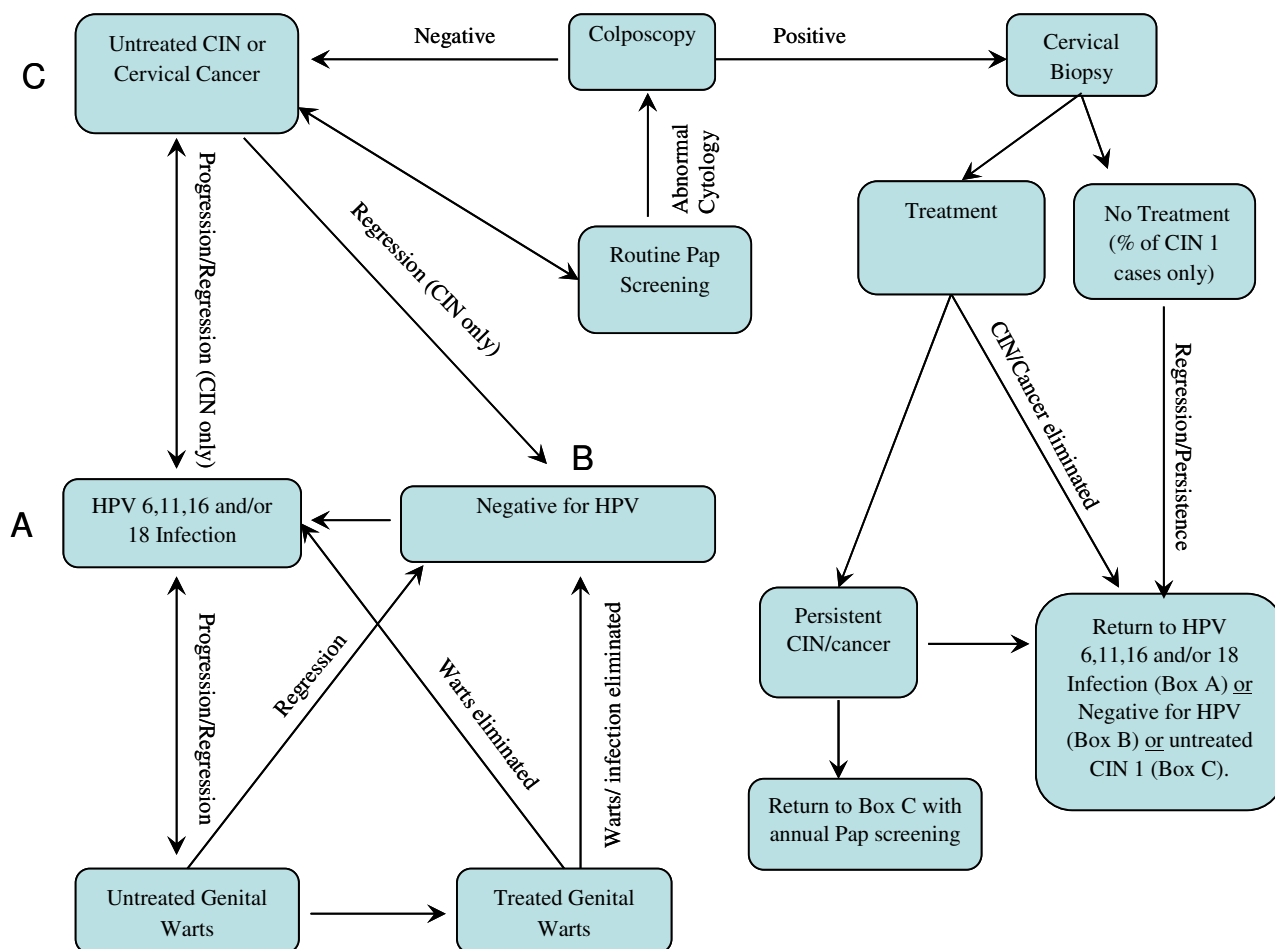 Untreated CIN or
Cervical Cancer
Negative
Colposcopy
Positive
Cervical
Biopsy
C
Abnormal
Cytology
Progression/Regression (CIN only)
Regression (CIN only)
Routine Pap
Screening
Treatment
No Treatment
(% of CIN 1
cases only)
CIN/Cancer eliminated
Regression/Persistence
B
A
HPV 6,11,16 and/or
18 Infection
Negative for HPV
Progression/Regression
Regression
Warts eliminated
Warts/ infection eliminated
Persistent
CIN/cancer
Return to HPV
6,11,16 and/or 18
Infection (Box A) or
Negative for HPV
(Box B) or untreated
CIN 1 (Box C).
Return to Box C with
annual Pap screening
Untreated Genital
Warts
Treated Genital
Warts